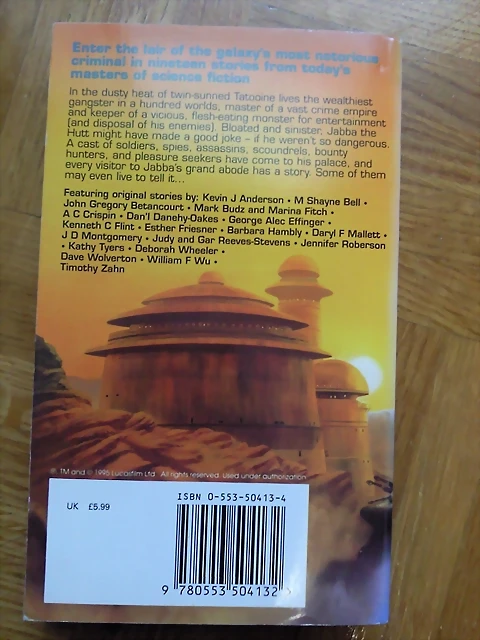 Enter the lair of the galaxy's most notorious
criminal in nineteen stories from today's
masters of science fiction
In the dusty heat of twin-sunned Tatooine lives the wealthiest
gangster in a hundred worlds, master of a vast crime empire
and keeper of a vicious, flesh-eating monster for entertainment
(and disposal of his enemies). Bloated and sinister, Jabba the
Hutt might have made a good joke – if he weren't so dangerous.
A cast of soldiers, spies, assassins, scoundrels, bounty
hunters, and pleasure seekers have come to his palace, and
every visitor to Jabba's grand abode has a story. Some of them
may even live to tell it...
Featuring original stories by: Kevin J Anderson • M Shayne Bell •
John Gregory Betancourt • Mark Budz and Marina Fitch •
A C Crispin • Dan'l Danehy-Oakes • George Alec Effinger •
Kenneth C Flint • Esther Friesner • Barbara Hambly • Daryl F Mallett •
J D Montgomery • Judy and Gar Reeves-Stevens • Jennifer Roberson
• Kathy Tyers • Deborah Wheeler •
Dave Wolverton • William F Wu •
Timothy Zahn
®, TM and © 1995 Lucasfilm Ltd. All rights reserved. Used under authorization
UK £5.99
ISBN 0-553-50413-4
9 780553 504132